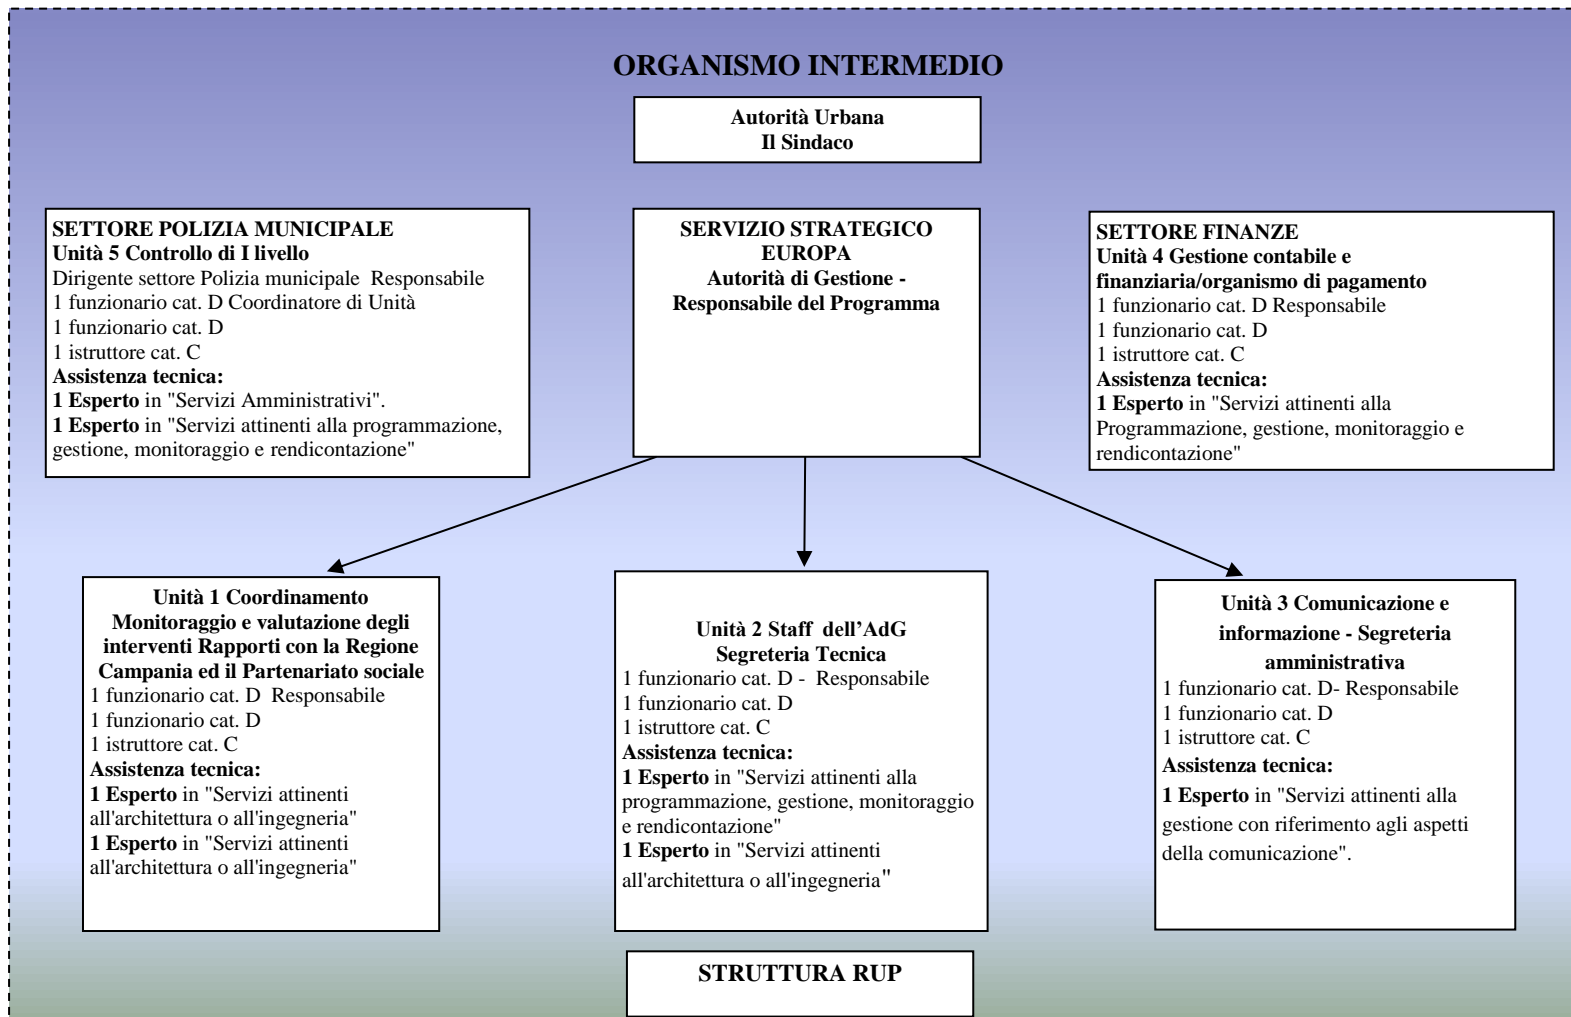 ORGANISMO INTERMEDIO
Autorità Urbana
Il Sindaco
SETTORE POLIZIA MUNICIPALE
Unità 5 Controllo di I livello
Dirigente settore Polizia municipale  Responsabile
1 funzionario cat. D Coordinatore di Unità
1 funzionario cat. D
1 istruttore cat. C
Assistenza tecnica:
1 Esperto in "Servizi Amministrativi".
1 Esperto in "Servizi attinenti alla programmazione,
gestione, monitoraggio e rendicontazione"
SERVIZIO STRATEGICO
EUROPA
Autorità di Gestione -
Responsabile del Programma
SETTORE FINANZE
Unità 4 Gestione contabile e
finanziaria/organismo di pagamento
1 funzionario cat. D Responsabile
1 funzionario cat. D
1 istruttore cat. C
Assistenza tecnica:
1 Esperto in "Servizi attinenti alla
Programmazione, gestione, monitoraggio e
rendicontazione"
Unità 1 Coordinamento
Monitoraggio e valutazione degli
interventi Rapporti con la Regione
Campania ed il Partenariato sociale
1 funzionario cat. D  Responsabile
1 funzionario cat. D
1 istruttore cat. C
Assistenza tecnica:
1 Esperto in "Servizi attinenti
all'architettura o all'ingegneria"
1 Esperto in "Servizi attinenti
all'architettura o all'ingegneria"
Unità 2 Staff  dell'AdG
Segreteria Tecnica
1 funzionario cat. D -  Responsabile
1 funzionario cat. D
1 istruttore cat. C
Assistenza tecnica:
1 Esperto in "Servizi attinenti alla
programmazione, gestione, monitoraggio
e rendicontazione"
1 Esperto in "Servizi attinenti
all'architettura o all'ingegneria"
Unità 3 Comunicazione e
informazione - Segreteria
amministrativa
1 funzionario cat. D- Responsabile
1 funzionario cat. D
1 istruttore cat. C
Assistenza tecnica:
1 Esperto in "Servizi attinenti alla
gestione con riferimento agli aspetti
della comunicazione".
STRUTTURA RUP